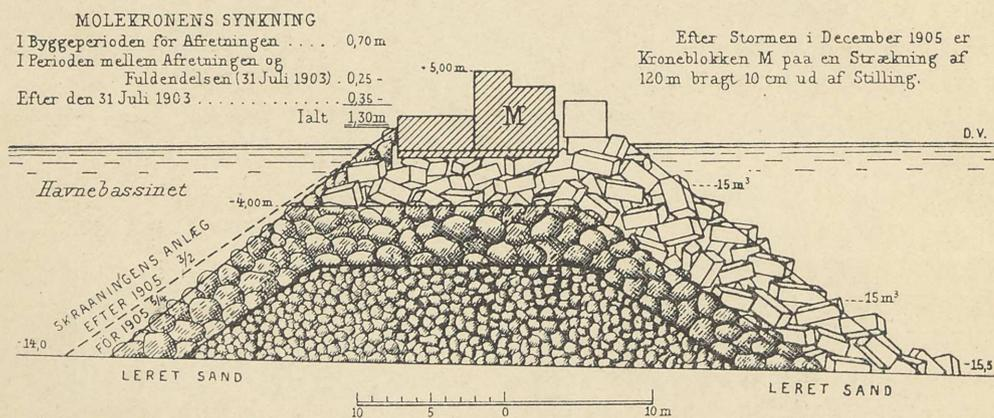 MOLEKRONENS SYNKNING
I Byggeperioden för Afretningen .... 0,70 m
I Perioden mellem Afretningen og
Fuldendelsen (31 Juli 1903) . 0,25 -
Efter den 31 Juli 1903 ............ 0,35 -
Ialt 1,30 m
Efter Stormen i December 1905 er
Kroneblokken M paa en Strækning af
120 m bragt 10 cm ud af Stilling.
+5,00 m
M
D.V.
Havnebassinet
-15 m³
-4,00 m
SKRAANINGENS ANLÆG
EFTER 1905 3/2
FÖR 1905 5/4
15 m³
-14,0
-15,5
LERET SAND
LERET SAND
10 5 0 10 m